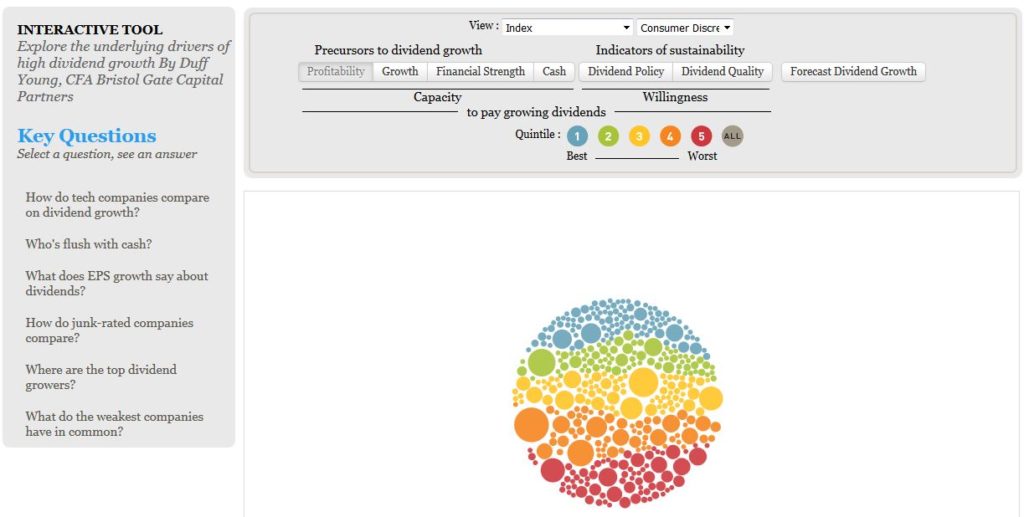 INTERACTIVE TOOL
Explore the underlying drivers of
high dividend growth By Duff
Young, CFA Bristol Gate Capital
Partners
Key Questions
Select a question, see an answer
How do tech companies compare
on dividend growth?
Who's flush with cash?
What does EPS growth say about
dividends?
How do junk-rated companies
compare?
Where are the top dividend
growers?
What do the weakest companies
have in common?
View : Index Consumer Discre
Precursors to dividend growth Indicators of sustainability
Profitability Growth Financial Strength Cash Dividend Policy Dividend Quality Forecast Dividend Growth
Capacity Willingness
to pay growing dividends
Quintile : 1 2 3 4 5 ALL
Best Worst